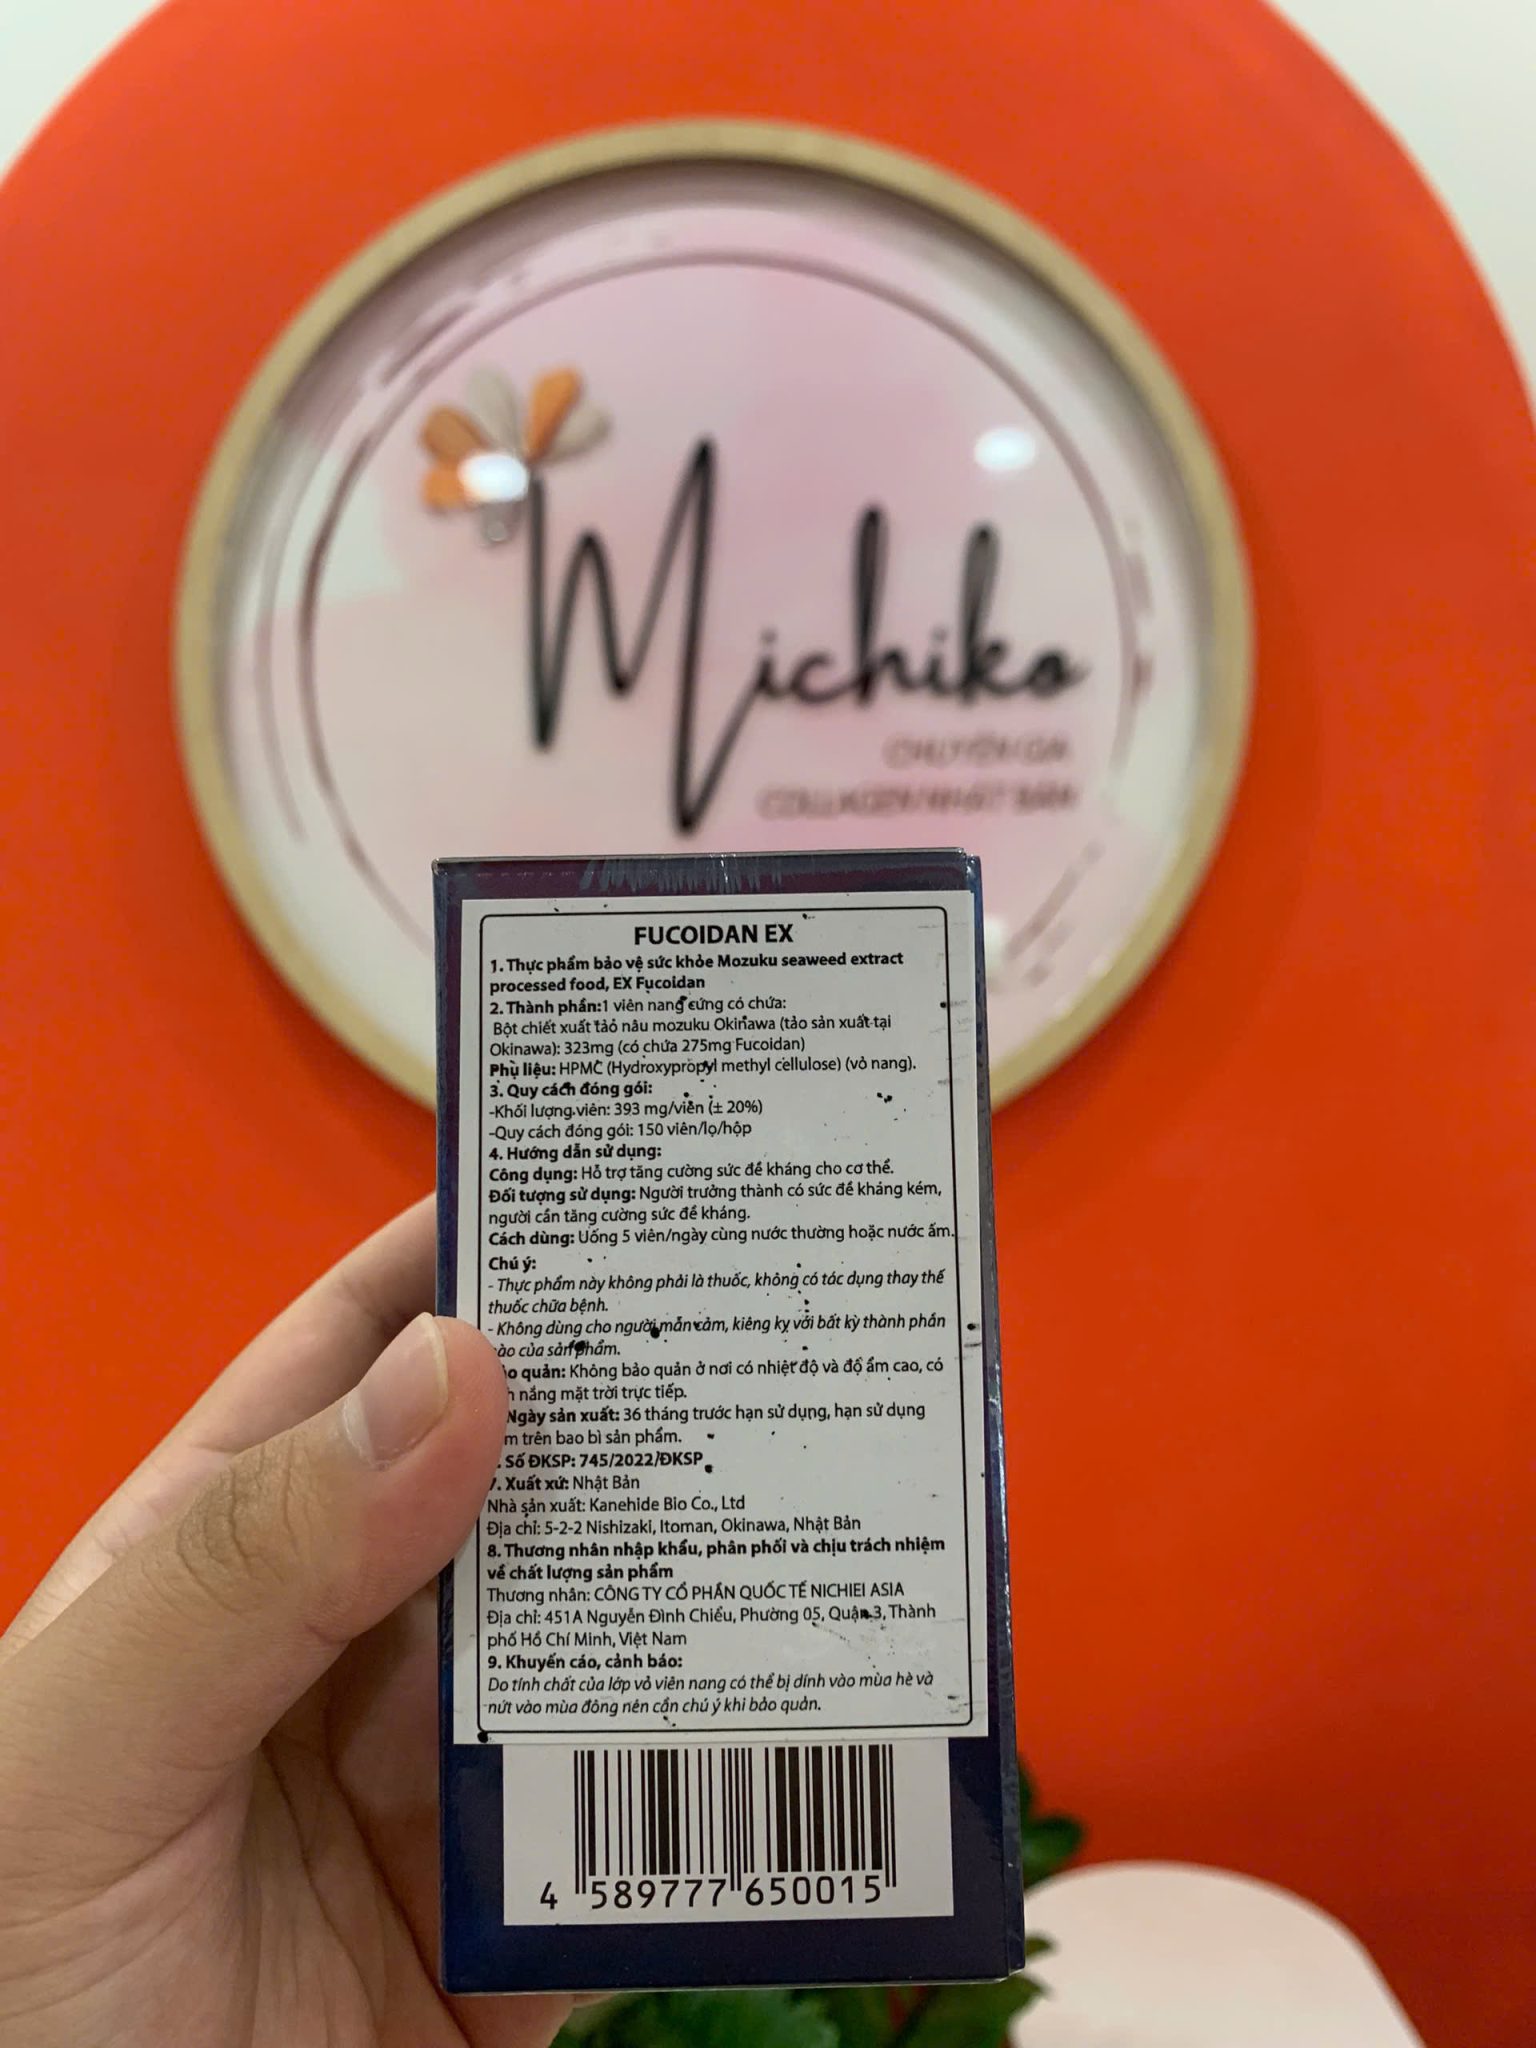 Michiko
CHUYÊN GIA
COLLAGEN NHẬT BẢN
FUCOIDAN EX
1. Thực phẩm bảo vệ sức khỏe Mozuku seaweed extract
processed food, EX Fucoidan
2. Thành phần:1 viên nang cứng có chứa:
Bột chiết xuất tảo nâu mozuku Okinawa (tảo sản xuất tại
Okinawa): 323mg (có chứa 275mg Fucoidan)
Phụ liệu: HPMC (Hydroxypropyl methyl cellulose) (vỏ nang).
3. Quy cách đóng gói:
-Khối lượng viên: 393 mg/viên (± 20%)
-Quy cách đóng gói: 150 viên/lọ/hộp
4. Hướng dẫn sử dụng:
Công dụng: Hỗ trợ tăng cường sức đề kháng cho cơ thể.
Đối tượng sử dụng: Người trưởng thành có sức đề kháng kém,
người cần tăng cường sức đề kháng.
Cách dùng: Uống 5 viên/ngày cùng nước thường hoặc nước ấm.
Chú ý:
- Thực phẩm này không phải là thuốc, không có tác dụng thay thế
thuốc chữa bệnh.
- Không dùng cho người mẫn cảm, kiêng kỵ với bất kỳ thành phần
của sản phẩm.
quản: Không bảo quản ở nơi có nhiệt độ và độ ẩm cao, có
nắng mặt trời trực tiếp.
Ngày sản xuất: 36 tháng trước hạn sử dụng, hạn sử dụng
trên bao bì sản phẩm.
Số ĐKSP: 745/2022/ĐKSP
7. Xuất xứ: Nhật Bản
Nhà sản xuất: Kanehide Bio Co., Ltd
Địa chỉ: 5-2-2 Nishizaki, Itoman, Okinawa, Nhật Bản
8. Thương nhân nhập khẩu, phân phối và chịu trách nhiệm
về chất lượng sản phẩm
Thương nhân: CÔNG TY CỔ PHẦN QUỐC TẾ NICHIEI ASIA
Địa chỉ: 451A Nguyễn Đình Chiểu, Phường 05, Quận 3, Thành
phố Hồ Chí Minh, Việt Nam
9. Khuyến cáo, cảnh báo:
Do tính chất của lớp vỏ viên nang có thể bị dính vào mùa hè và
nứt vào mùa đông nên cần chú ý khi bảo quản.
4 589777 650015